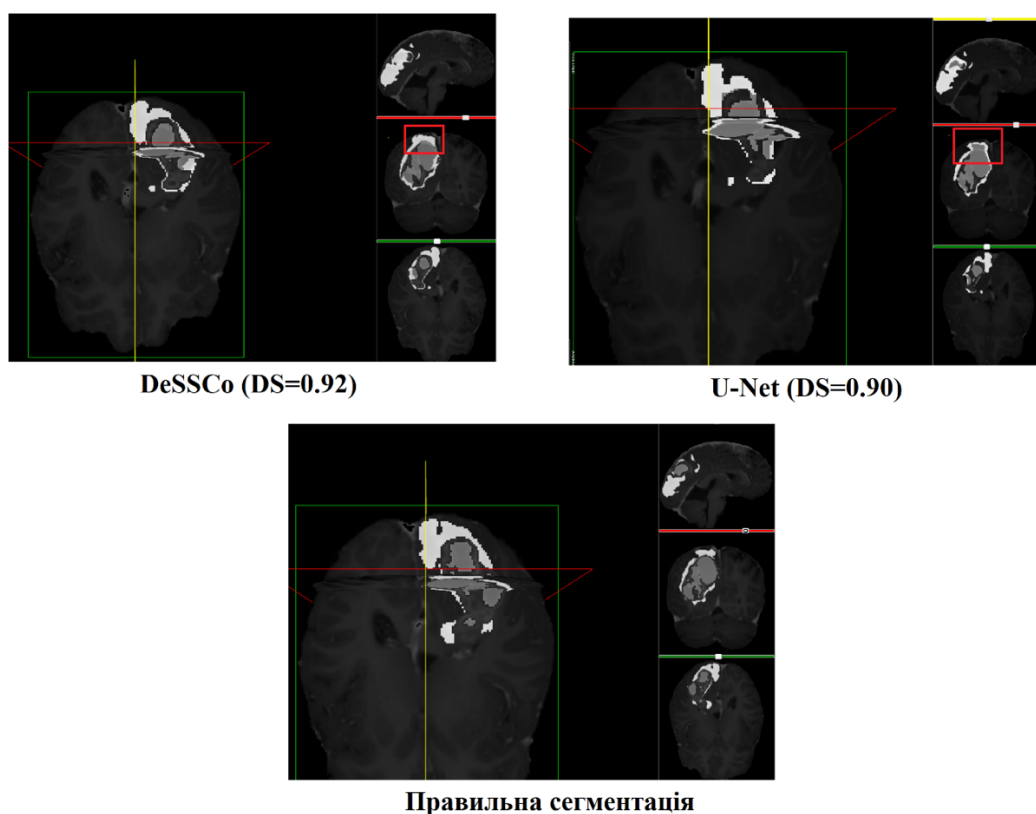 DeSSCo (DS=0.92)
U-Net (DS=0.90)
Правильна сегментація